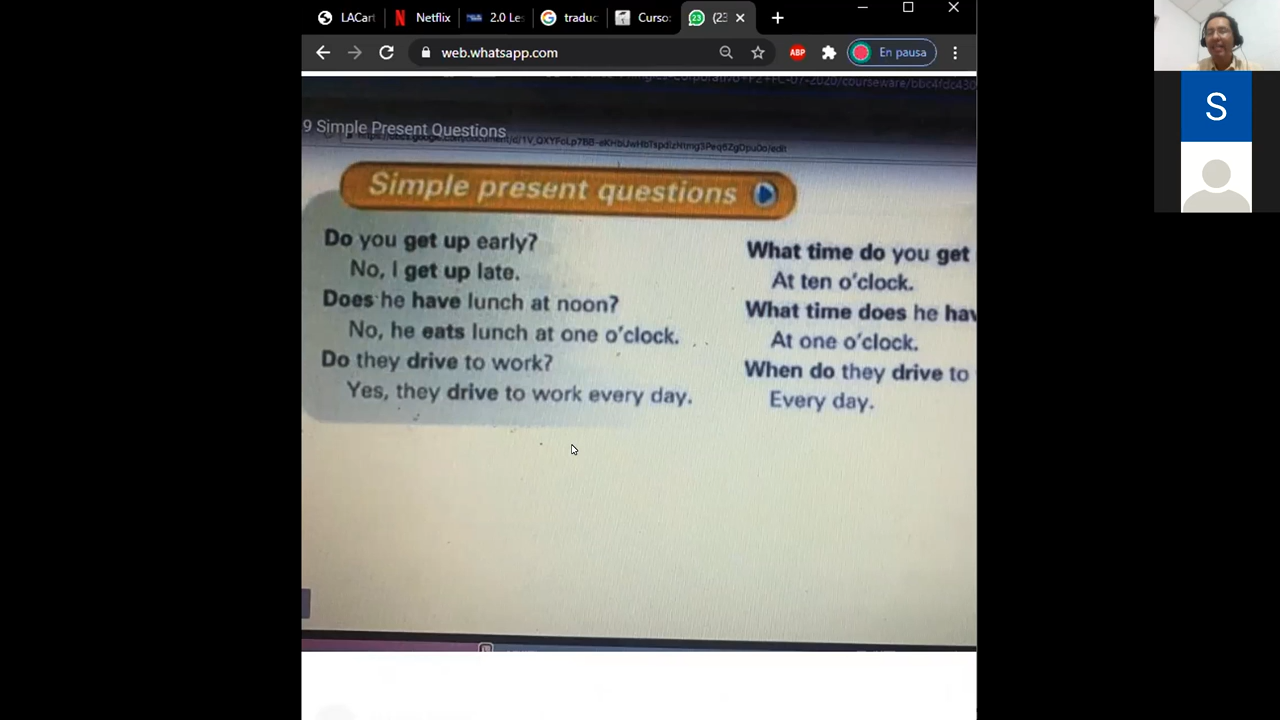 LACart
Netflix
2.0 Les
traduc
Curso:
(23
web.whatsapp.com
ABP
En pausa
9 Simple Present Questions
Simple present questions
Do you get up early?
No, I get up late.
Does he have lunch at noon?
No, he eats lunch at one o'clock.
Do they drive to work?
Yes, they drive to work every day.
What time do you get
At ten o'clock.
What time does he hav
At one o'clock.
When do they drive to
Every day.
S